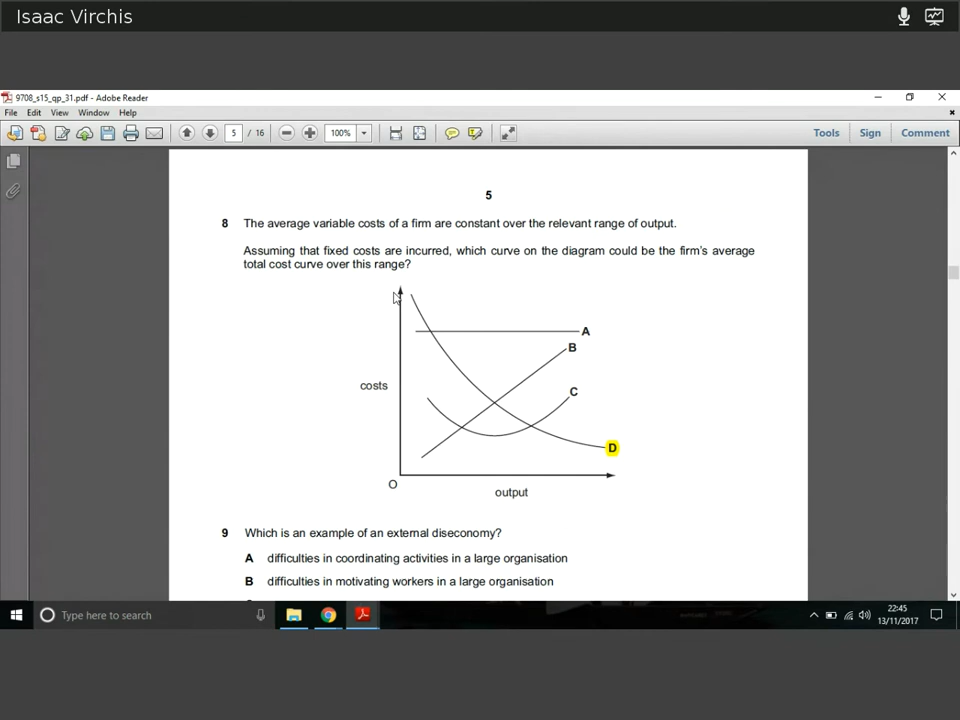 Isaac Virchis
9708_s15_qp_31.pdf - Adobe Reader
File Edit View Window Help
5 / 16 100% Tools Sign Comment
5
8 The average variable costs of a firm are constant over the relevant range of output.
Assuming that fixed costs are incurred, which curve on the diagram could be the firm's average
total cost curve over this range?
A
B
costs
C
D
O
output
9 Which is an example of an external diseconomy?
A difficulties in coordinating activities in a large organisation
B difficulties in motivating workers in a large organisation
Type here to search
22:45
13/11/2017